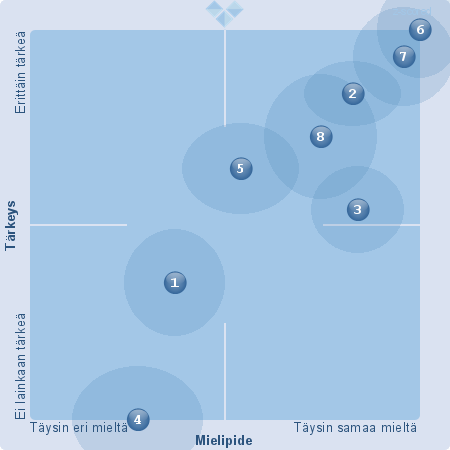 Erittäin tärkeä
6
7
2
8
5
3
Tärkeys
1
Ei lainkaan tärkeä
4
Täysin eri mieltä
Täysin samaa mieltä
Mielipide